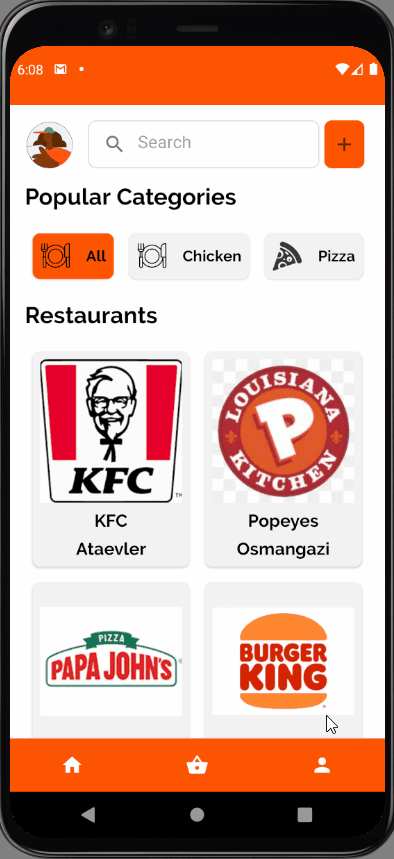 6:08
Search
+
Popular Categories
All
Chicken
Pizza
Restaurants
KFC
TM
LOUISIANA
P
KITCHEN
KFC
Ataevler
Popeyes
Osmangazi
PIZZA
PAPA JOHN'S
BURGER
KING